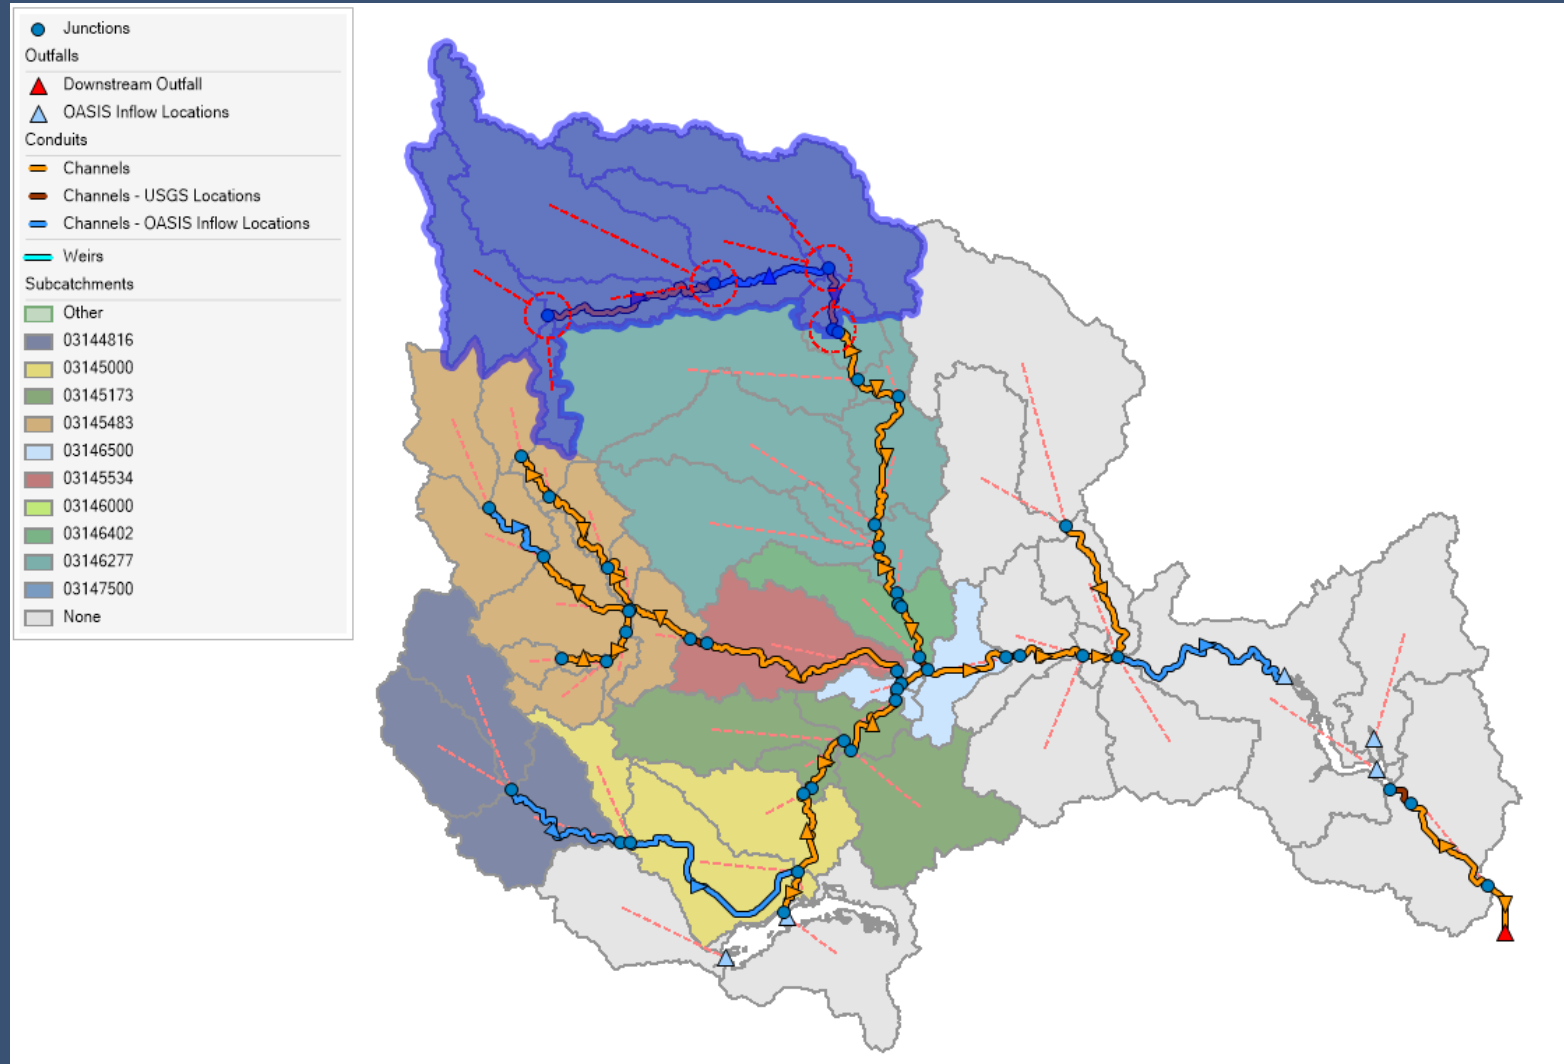 Junctions
Outfalls
Downstream Outfall
OASIS Inflow Locations
Conduits
Channels
Channels - USGS Locations
Channels - OASIS Inflow Locations
Weirs
Subcatchments
Other
03144816
03145000
03145173
03145483
03146500
03145534
03146000
03146402
03146277
03147500
None